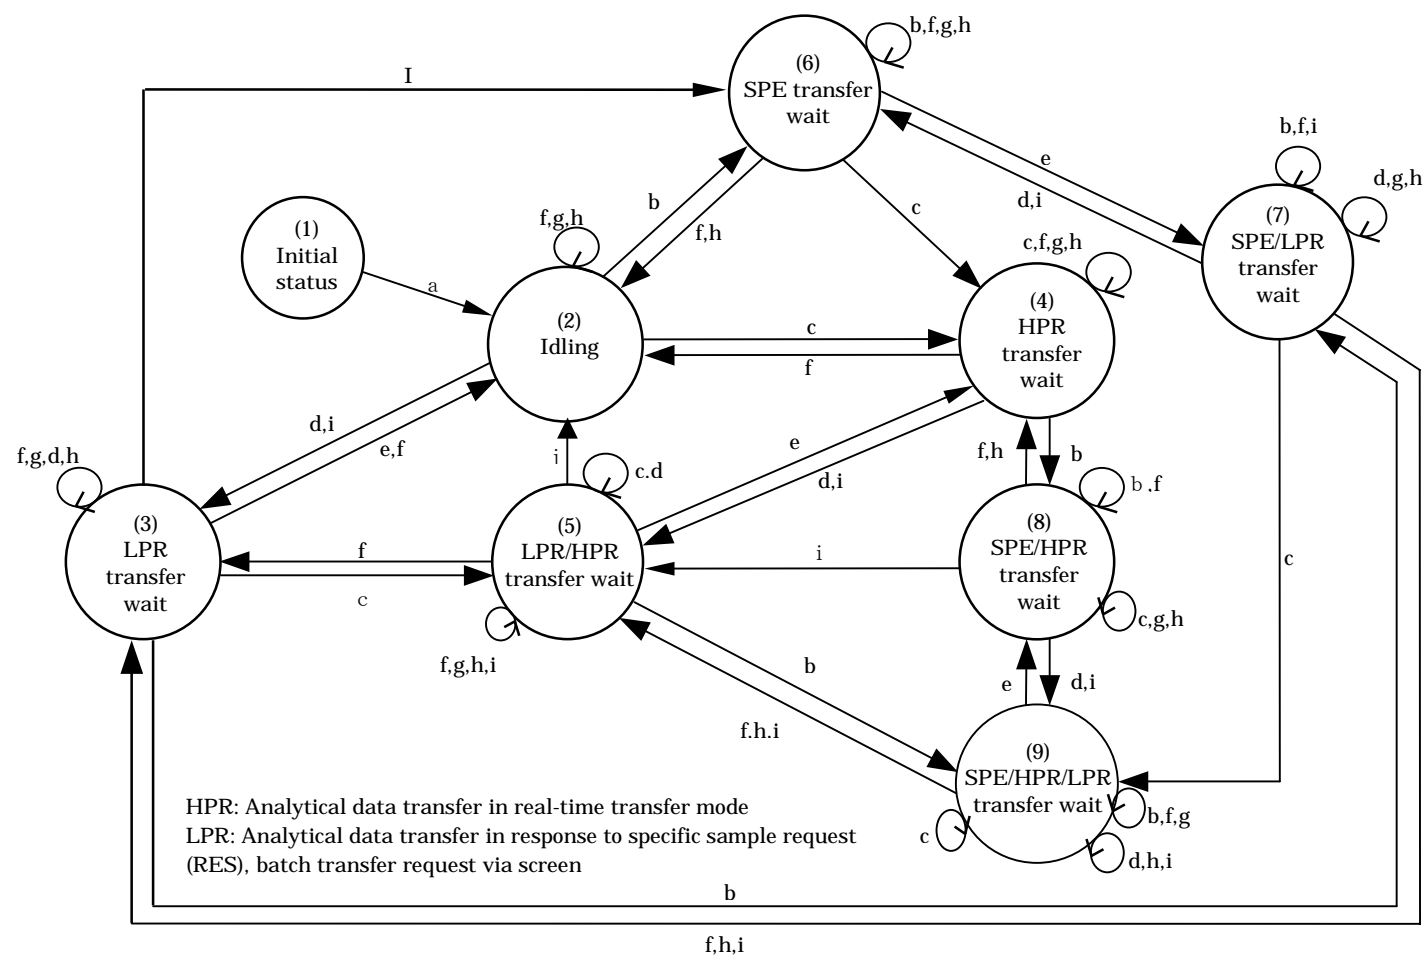 b,f,g,h
(6)
SPE transfer
wait
I
b,f,i
e
d,g,h
d,i
b
c
(7)
SPE/LPR
transfer
wait
f,g,h
f,h
(1)
Initial
status
c,f,g,h
a
(4)
HPR
transfer
wait
(2)
Idling
c
f
d,i
e,f
e
d,i
f,h
b
f,g,d,h
c.d
b ,f
(3)
LPR
transfer
wait
(5)
LPR/HPR
transfer wait
(8)
SPE/HPR
transfer
wait
f
c
i
c
c,g,h
f,g,h,i
b
e
d,i
f.h.i
(9)
SPE/HPR/LPR
transfer wait
b,f,g
c
d,h,i
HPR: Analytical data transfer in real-time transfer mode
LPR: Analytical data transfer in response to specific sample request
(RES), batch transfer request via screen
b
f,h,i